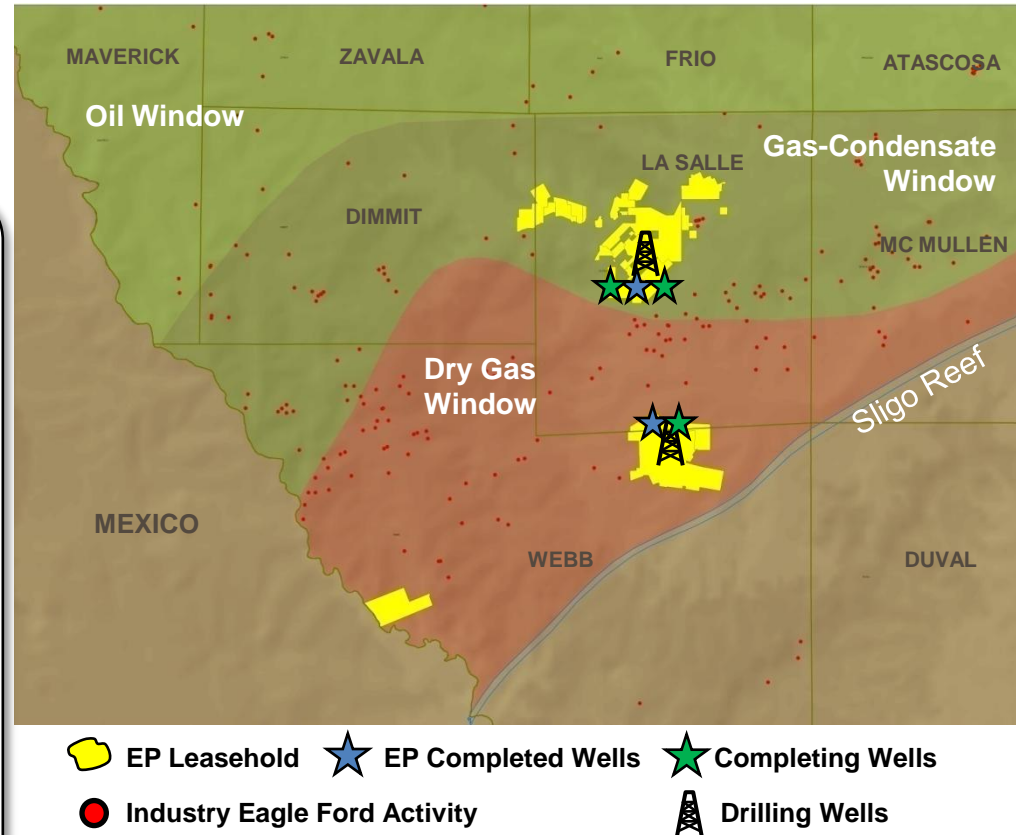 MAVERICK
ZAVALA
FRIO
ATASCOSA
Oil Window
Gas-Condensate
Window
LA SALLE
DIMMIT
MC MULLEN
Dry Gas
Window
Sligo Reef
MEXICO
WEBB
DUVAL
EP Leasehold
EP Completed Wells
Completing Wells
Industry Eagle Ford Activity
Drilling Wells